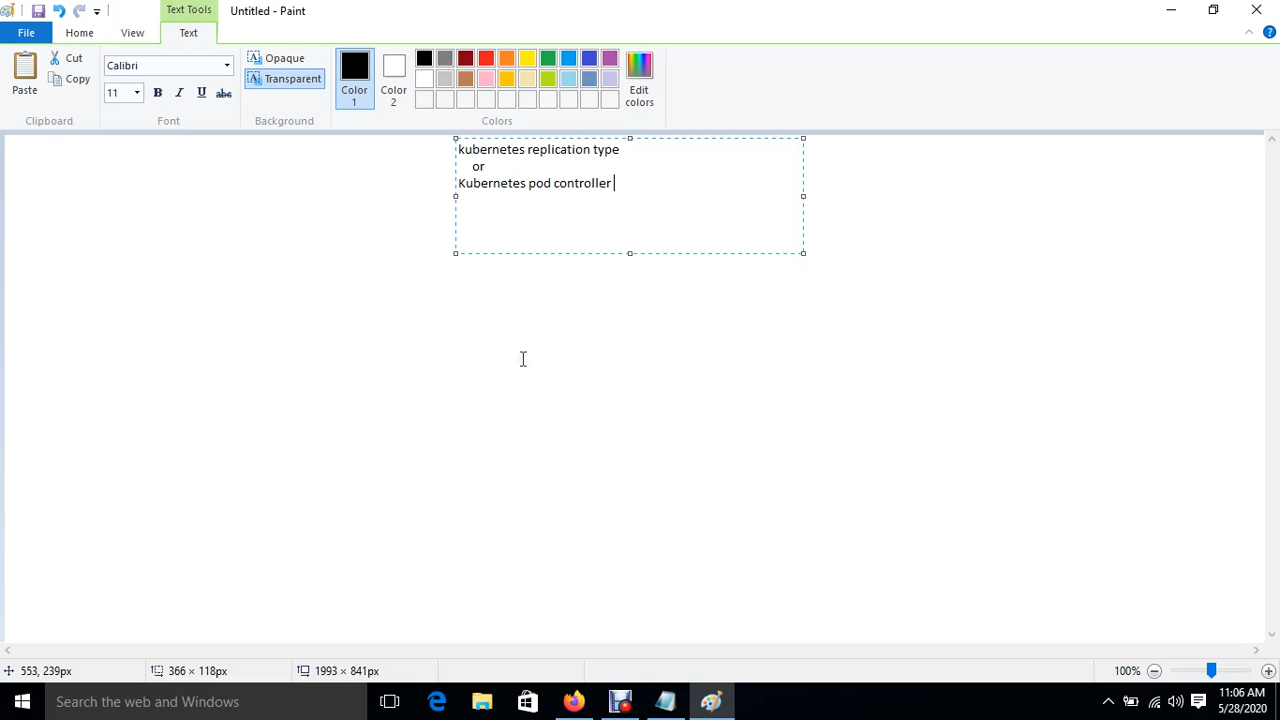 Text Tools
Untitled - Paint
File
Home
View
Text
Paste
Cut
Copy
Clipboard
Calibri
11
B I U abc
Font
Opaque
Transparent
Background
Color 1
Color 2
Edit colors
Colors
kubernetes replication type
or
Kubernetes pod controller
553, 239px
366 × 118px
1993 × 841px
100%
Search the web and Windows
11:06 AM
5/28/2020